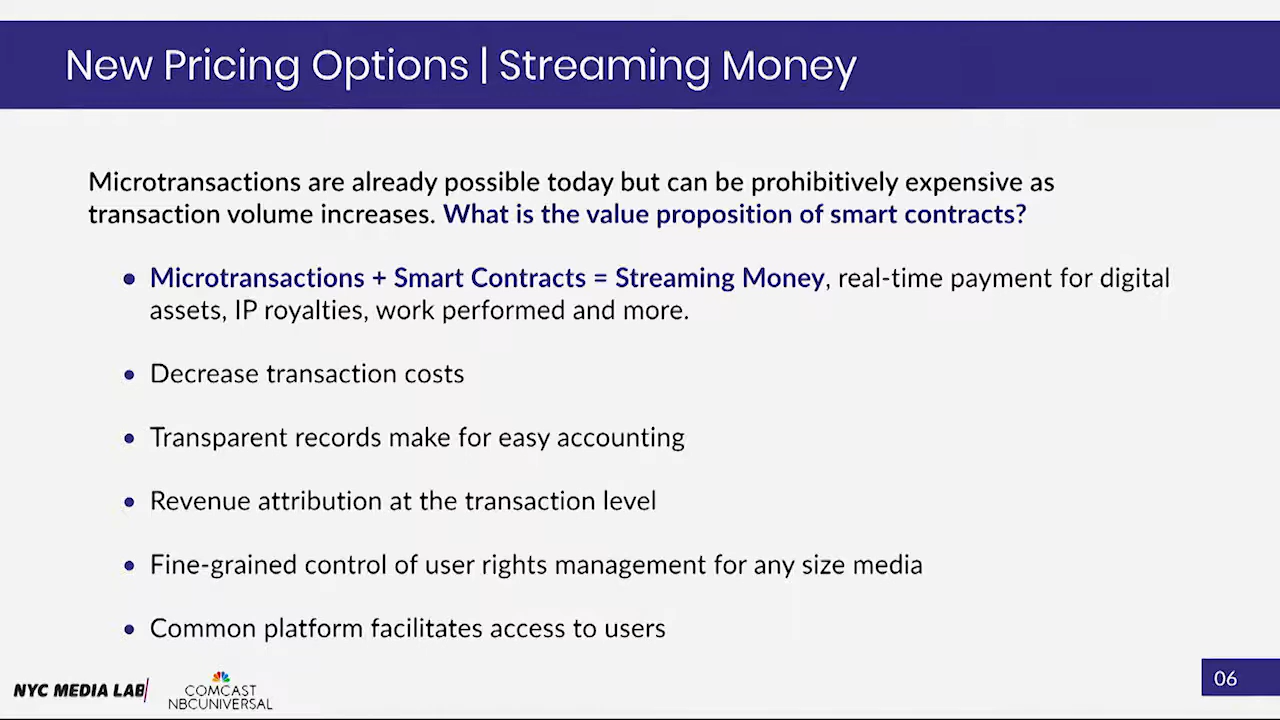 New Pricing Options | Streaming Money
Microtransactions are already possible today but can be prohibitively expensive as
transaction volume increases. What is the value proposition of smart contracts?
• Microtransactions + Smart Contracts = Streaming Money, real-time payment for digital
assets, IP royalties, work performed and more.
• Decrease transaction costs
• Transparent records make for easy accounting
• Revenue attribution at the transaction level
• Fine-grained control of user rights management for any size media
• Common platform facilitates access to users
NYC MEDIA LAB
COMCAST
NBCUNIVERSAL
06